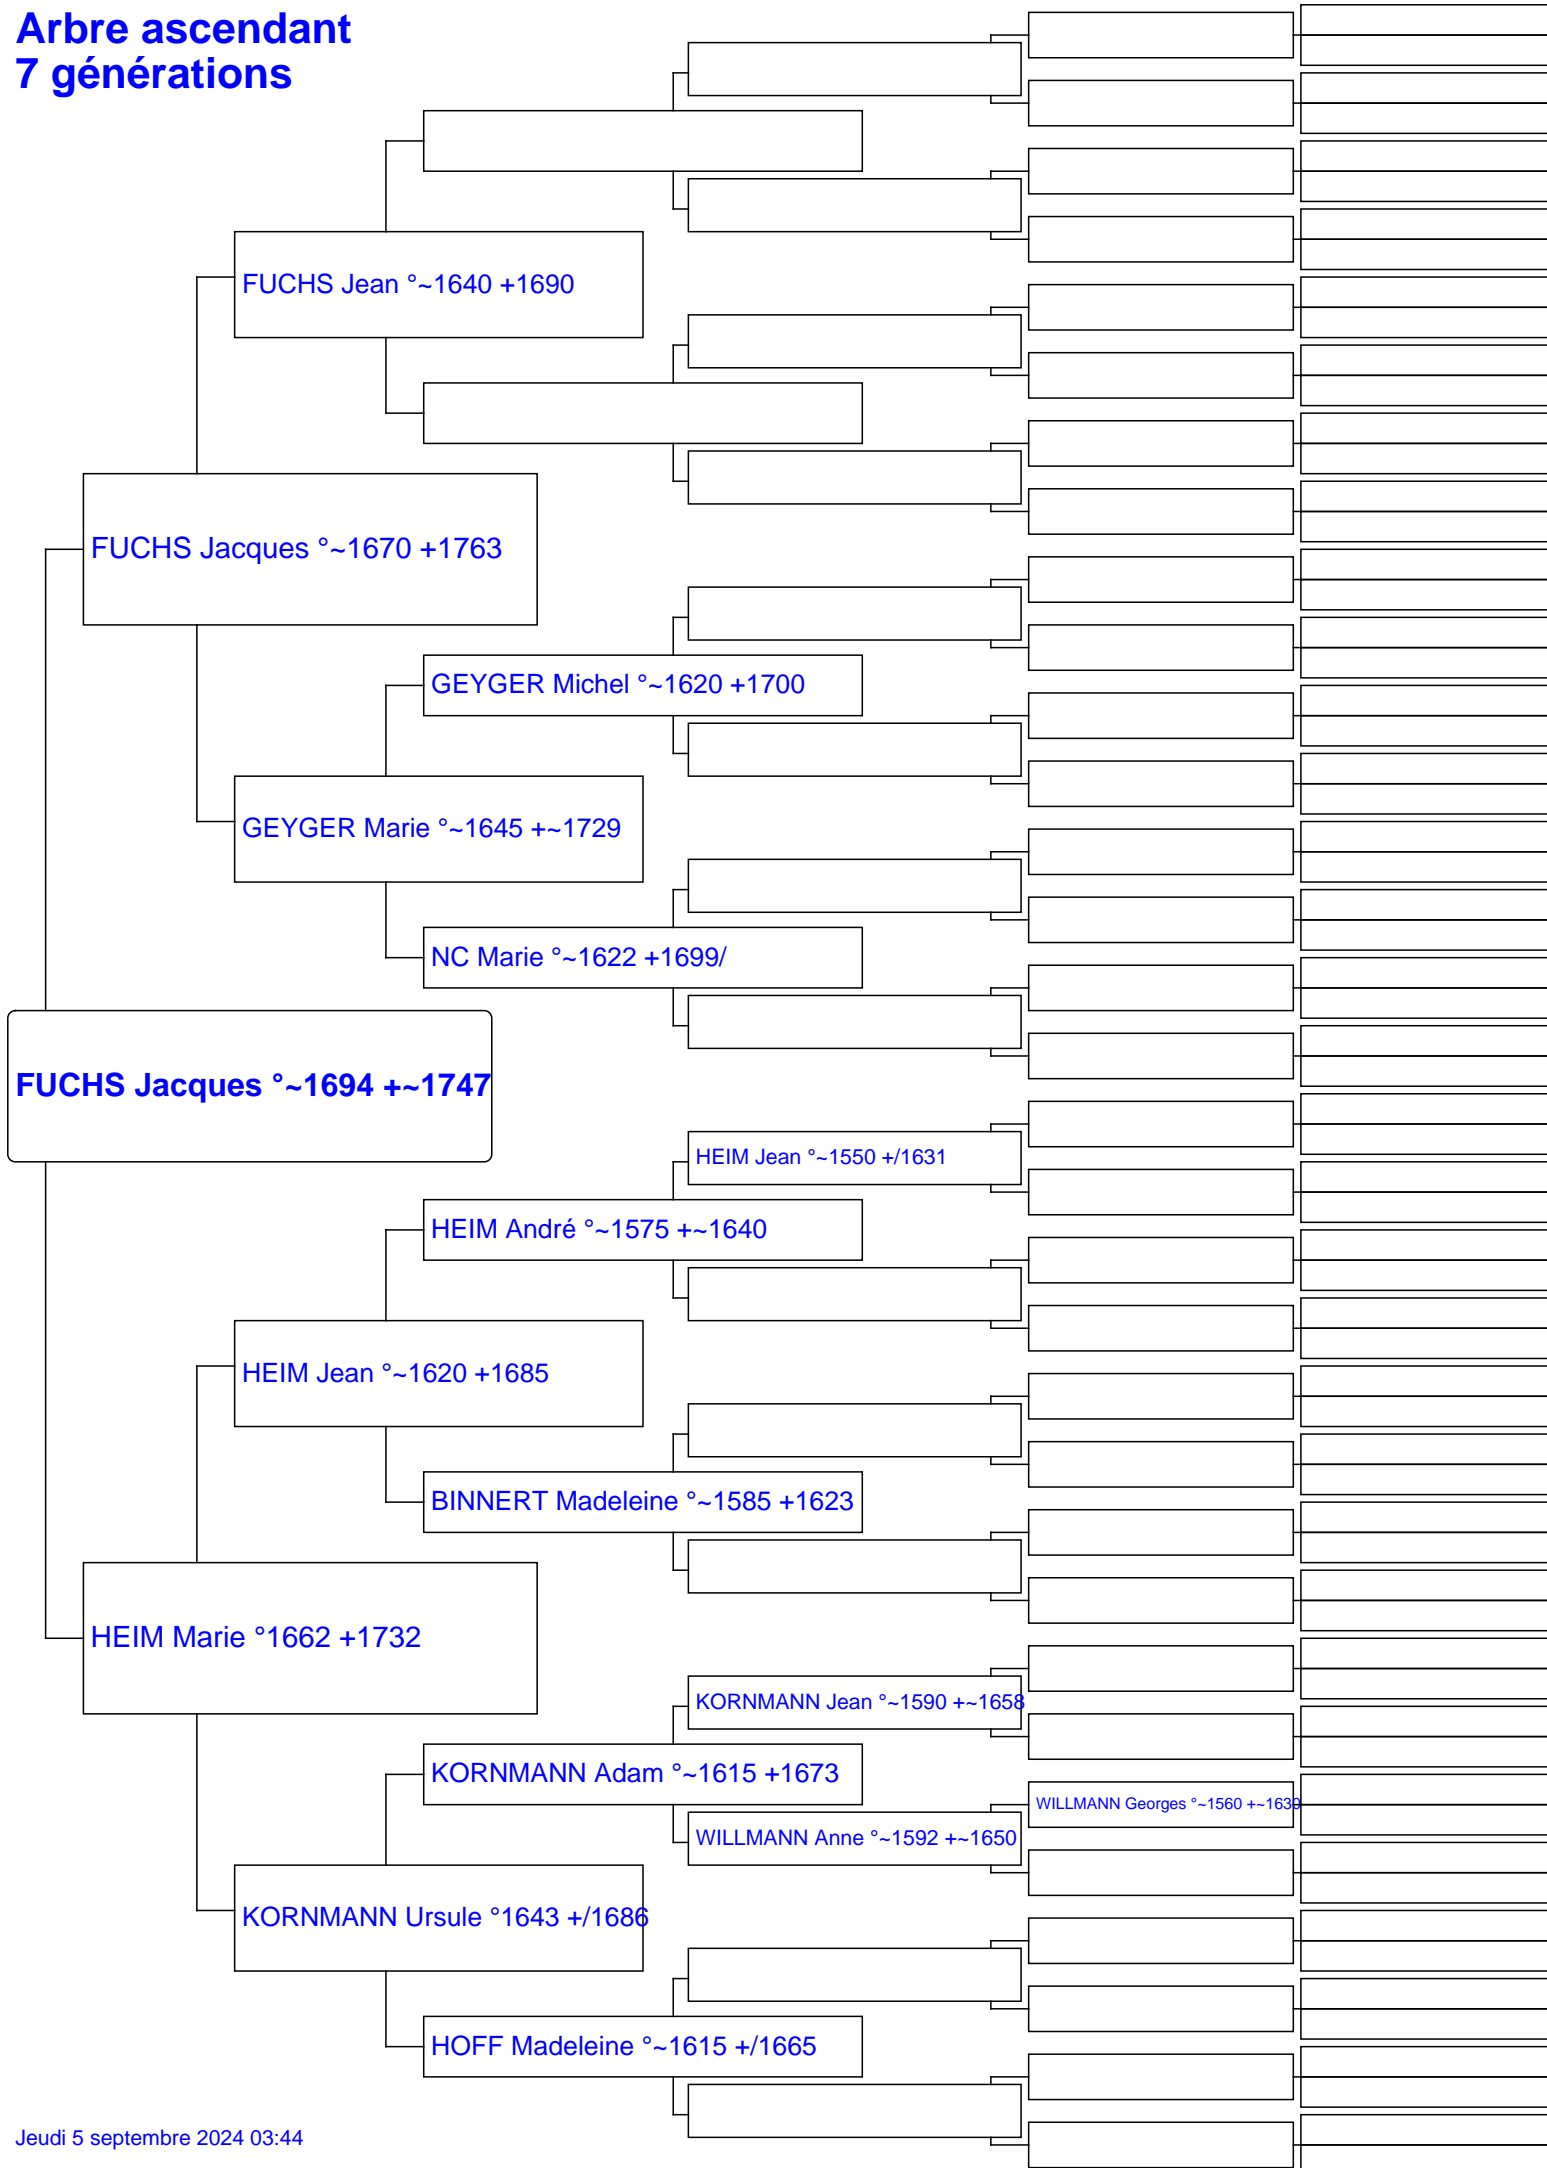 Arbre ascendant
7 générations
FUCHS Jean °~1640 +1690
FUCHS Jacques °~1670 +1763
GEYGER Michel °~1620 +1700
GEYGER Marie °~1645 +~1729
NC Marie °~1622 +1699/
FUCHS Jacques °~1694 +~1747
HEIM Jean °~1550 +/1631
HEIM André °~1575 +~1640
HEIM Jean °~1620 +1685
BINNERT Madeleine °~1585 +1623
HEIM Marie °1662 +1732
KORNMANN Jean °~1590 +~1658
KORNMANN Adam °~1615 +1673
WILLMANN Georges °~1560 +~1630
WILLMANN Anne °~1592 +~1650
KORNMANN Ursule °1643 +/1686
HOFF Madeleine °~1615 +/1665
Jeudi 5 septembre 2024 03:44